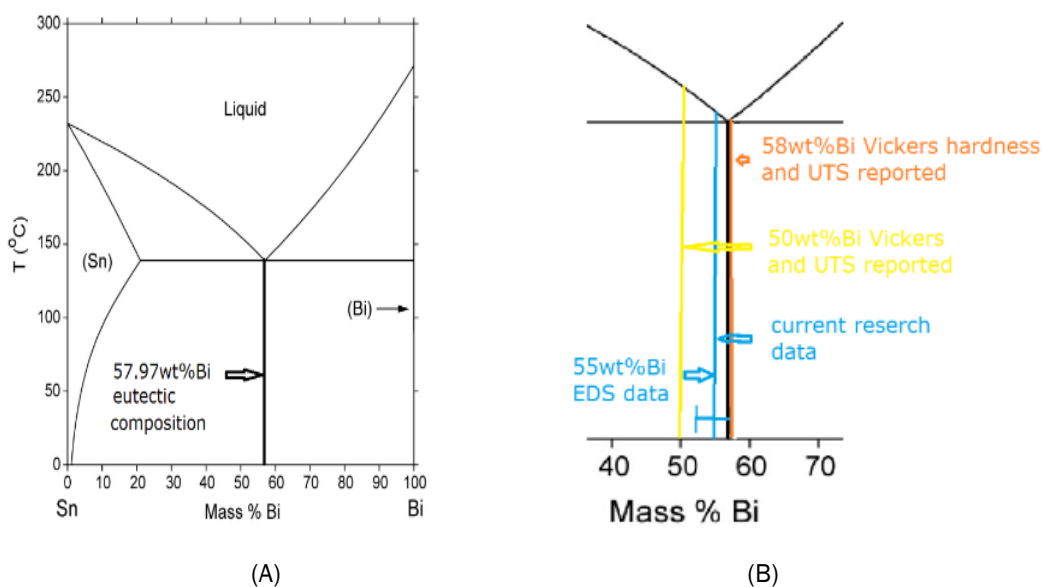 300
250
200
150
100
50
0
T (°C)
Liquid
(Sn)
(Bi)
57.97wt%Bi
eutectic
composition
0 10 20 30 40 50 60 70 80 90 100
Sn Mass % Bi Bi
(A)
58wt%Bi Vickers hardness
and UTS reported
50wt%Bi Vickers
and UTS reported
current reserch
data
55wt%Bi
EDS data
40 50 60 70
Mass % Bi
(B)